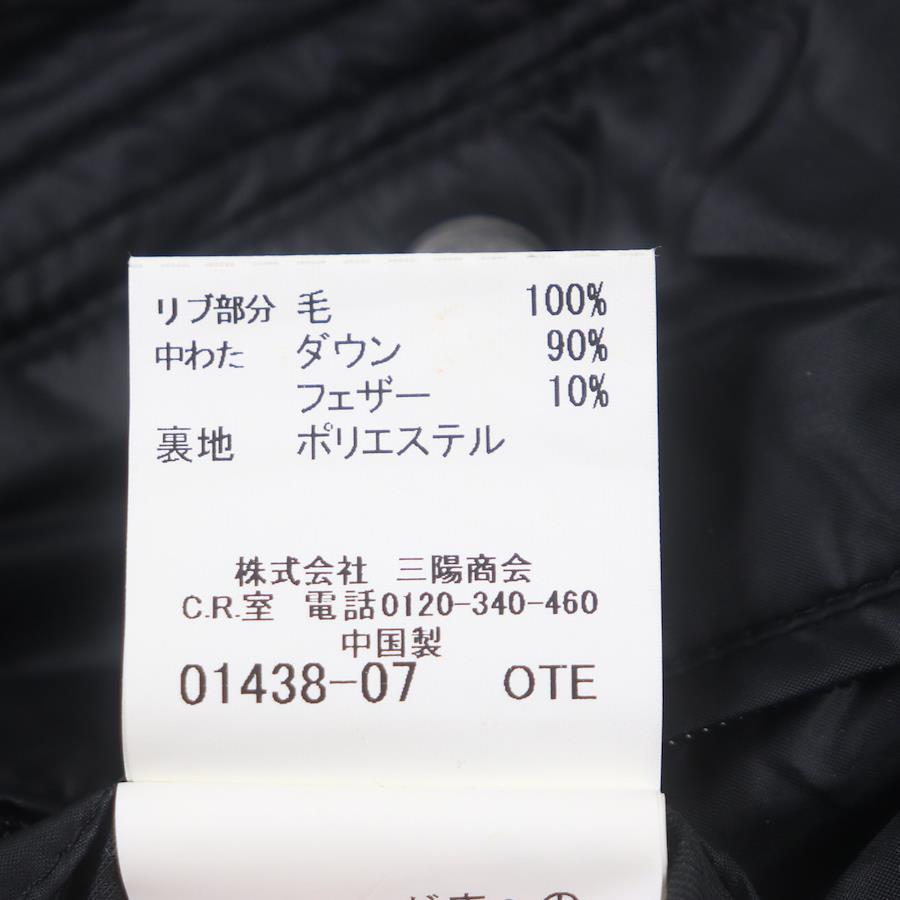 リブ部分 毛 100%
中わた ダウン 90%
フェザー 10%
裏地 ポリエステル
株式会社 三陽商会
C.R.室 電話0120-340-460
中国製
01438-07 OTE